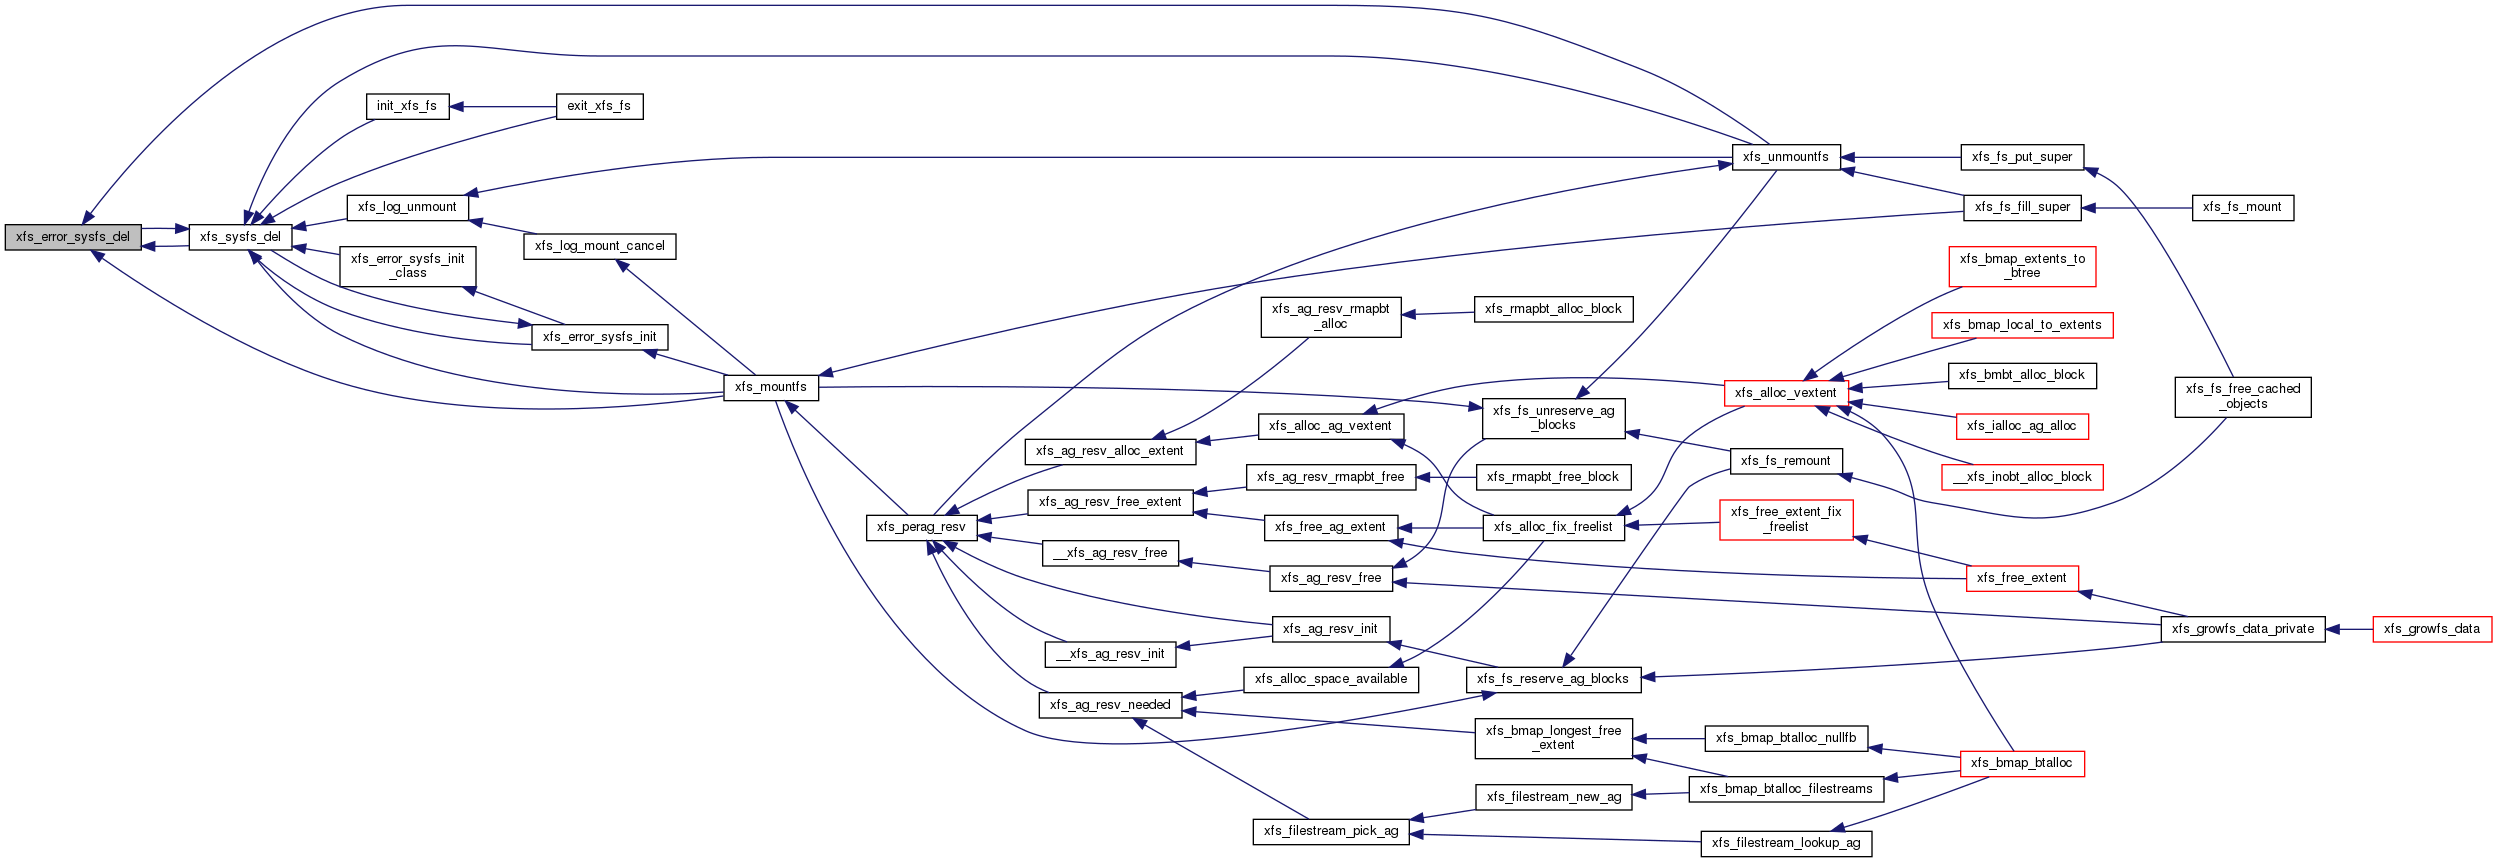 xfs_error_sysfs_del
xfs_sysfs_del
init_xfs_fs
exit_xfs_fs
xfs_log_unmount
xfs_log_mount_cancel
xfs_error_sysfs_init
_class
xfs_error_sysfs_init
xfs_mountfs
xfs_perag_resv
xfs_ag_resv_alloc_extent
xfs_ag_resv_free_extent
__xfs_ag_resv_free
__xfs_ag_resv_init
xfs_ag_resv_needed
xfs_ag_resv_rmapbt
_alloc
xfs_alloc_ag_vextent
xfs_ag_resv_rmapbt_free
xfs_free_ag_extent
xfs_ag_resv_free
xfs_ag_resv_init
xfs_alloc_space_available
xfs_filestream_pick_ag
xfs_rmapbt_alloc_block
xfs_fs_unreserve_ag
_blocks
xfs_rmapbt_free_block
xfs_alloc_fix_freelist
xfs_fs_reserve_ag_blocks
xfs_bmap_longest_free
_extent
xfs_filestream_new_ag
xfs_unmountfs
xfs_alloc_vextent
xfs_fs_remount
xfs_free_extent_fix
_freelist
xfs_bmap_btalloc_nullfb
xfs_bmap_btalloc_filestreams
xfs_filestream_lookup_ag
xfs_fs_put_super
xfs_fs_fill_super
xfs_bmap_extents_to
_btree
xfs_bmap_local_to_extents
xfs_bmbt_alloc_block
xfs_ialloc_ag_alloc
__xfs_inobt_alloc_block
xfs_free_extent
xfs_bmap_btalloc
xfs_fs_mount
xfs_fs_free_cached
_objects
xfs_growfs_data_private
xfs_growfs_data